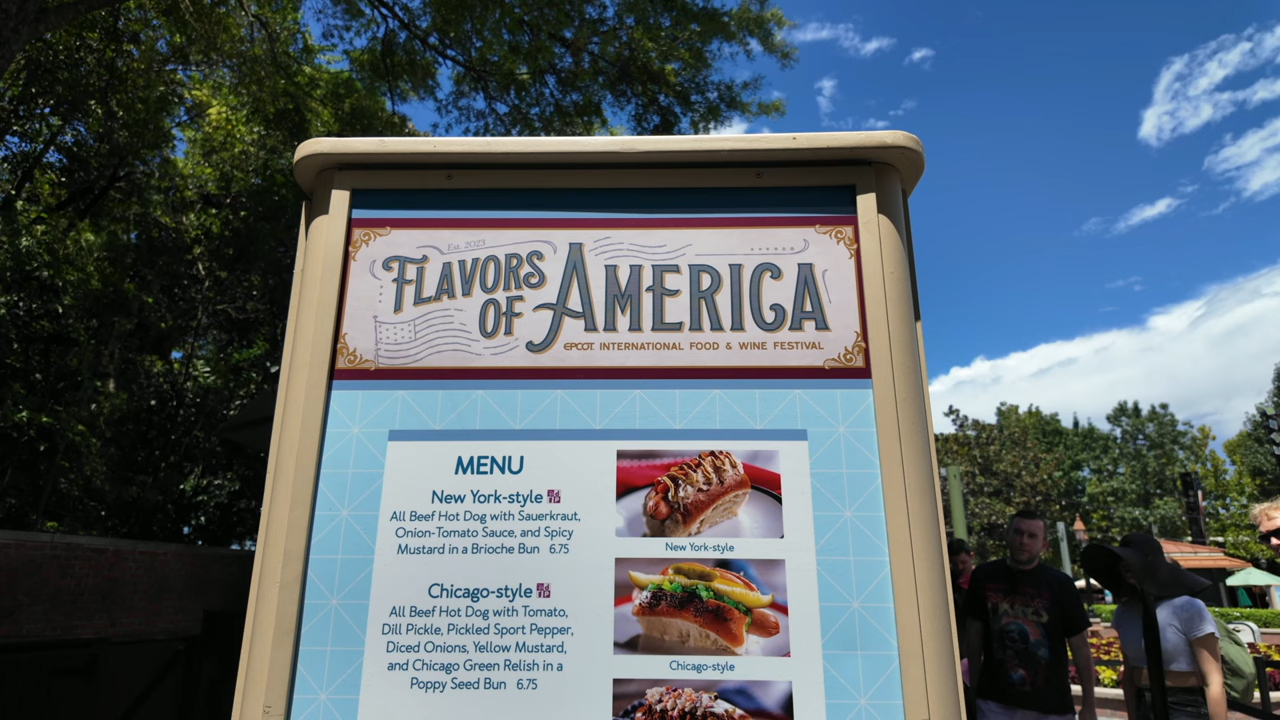 Est. 2023
FLAVORS
OF AMERICA
EPCOT INTERNATIONAL FOOD & WINE FESTIVAL
MENU
New York-style
All Beef Hot Dog with Sauerkraut,
Onion-Tomato Sauce, and Spicy
Mustard in a Brioche Bun 6.75
New York-style
Chicago-style
All Beef Hot Dog with Tomato,
Dill Pickle, Pickled Sport Pepper,
Diced Onions, Yellow Mustard,
and Chicago Green Relish in a
Poppy Seed Bun 6.75
Chicago-style